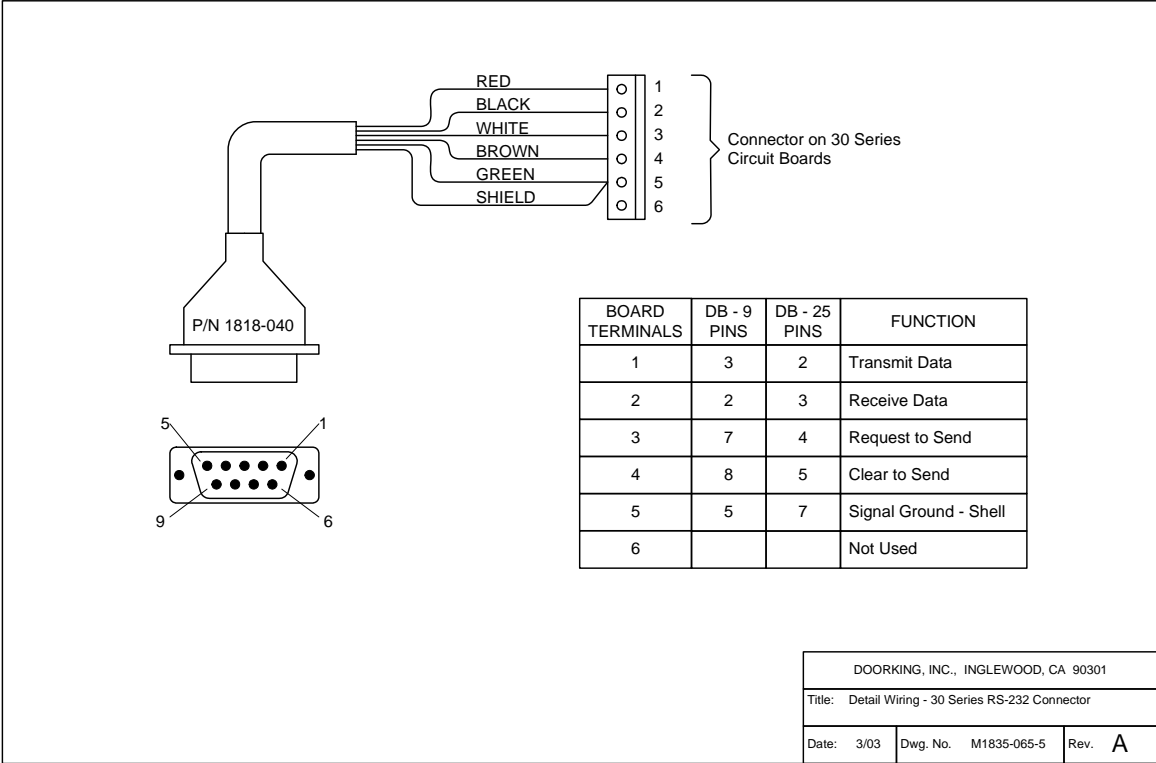 RED 1
BLACK 2
WHITE 3
BROWN 4
GREEN 5
SHIELD 6
Connector on 30 Series
Circuit Boards
P/N 1818-040
5 1
9 6
BOARD TERMINALS DB - 9 PINS DB - 25 PINS FUNCTION
1 3 2 Transmit Data
2 2 3 Receive Data
3 7 4 Request to Send
4 8 5 Clear to Send
5 5 7 Signal Ground - Shell
6 Not Used
DOORKING, INC., INGLEWOOD, CA 90301
Title: Detail Wiring - 30 Series RS-232 Connector
Date: 3/03 Dwg. No. M1835-065-5 Rev. A